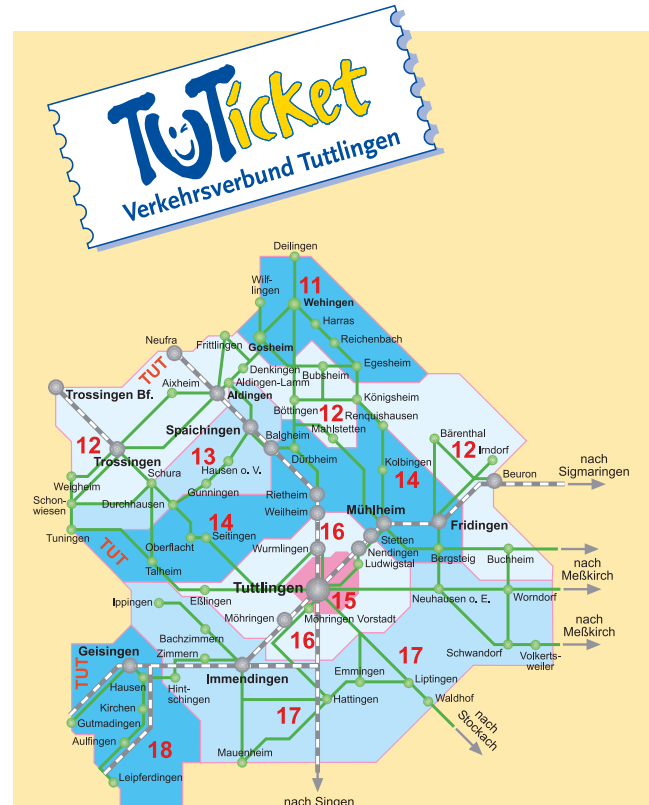 TUTicket
Verkehrsverbund Tuttlingen
Deilingen
Wilf-
lingen
11
Wehingen
Harras
Neufra
Frittlingen
Gosheim
Reichenbach
TUT
Denkingen
Bubsheim
Egesheim
Trossingen Bf.
Aixheim
Aldingen-Lamm
Aldingen
Königsheim
Böttingen
12
Renquishausen
Spaichingen
Mahlstetten
Bärenthal
12
Irndorf
12
Balgheim
nach
Sigmaringen
Trossingen
13
Dürbheim
Kolbingen
Beuron
Schura
Hausen o. V.
14
Weigheim
Gunningen
Rietheim
Schon-
wiesen
Durchhausen
14
Weilheim
Mühlheim
Fridingen
Tuningen
TUT
Oberflacht
Seitingen
16
Stetten
Wurmlingen
Nendingen
Talheim
Ludwigstal
Bergsteig
Buchheim
nach
Meßkirch
Tuttlingen
Ippingen
Eßlingen
15
Neuhausen o. E.
Worndorf
Möhringen
Möhringen Vorstadt
nach
Meßkirch
Bachzimmern
16
Geisingen
Zimmern
Schwandorf
Volkerts-
weiler
TUT
Immendingen
Emmingen
17
Hausen
Hint-
schingen
Liptingen
Kirchen
Hattingen
Waldhof
Gutmadingen
17
nach
Stockach
Aulfingen
18
Mauenheim
Leipferdingen
nach Singen